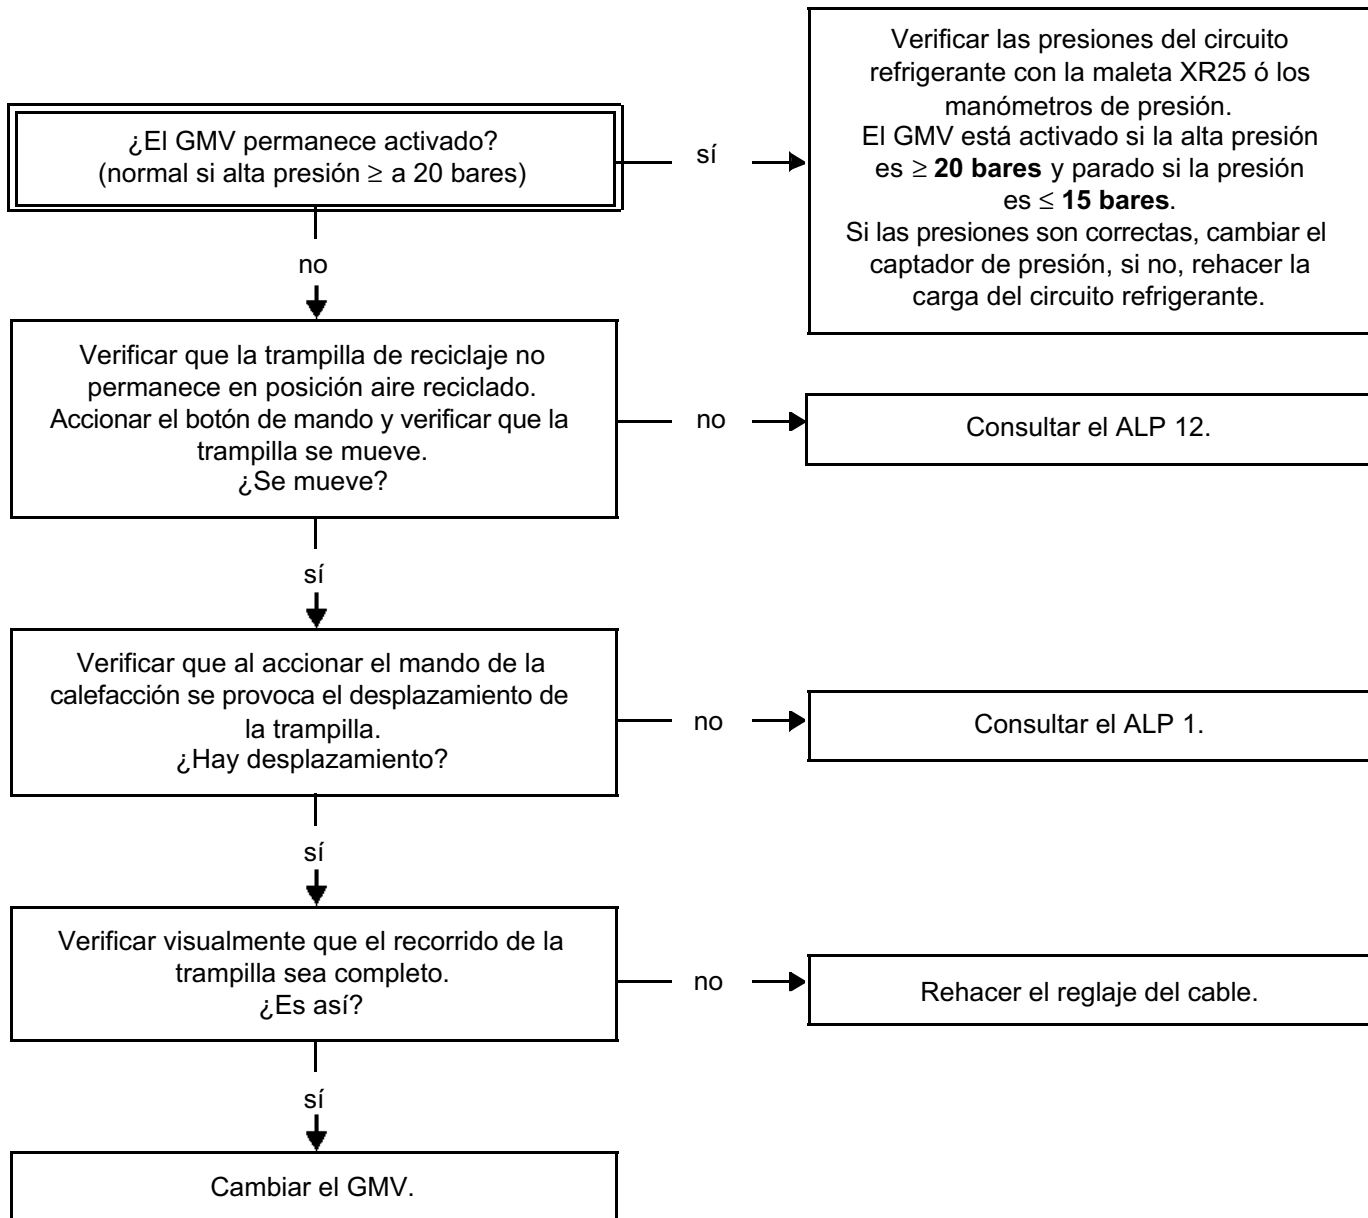 ¿El GMV permanece activado?
(normal si alta presión ≥ a 20 bares)
sí
Verificar las presiones del circuito
refrigerante con la maleta XR25 ó los
manómetros de presión.
El GMV está activado si la alta presión
es ≥ 20 bares y parado si la presión
es ≤ 15 bares.
Si las presiones son correctas, cambiar el
captador de presión, si no, rehacer la
carga del circuito refrigerante.
no
Verificar que la trampilla de reciclaje no
permanece en posición aire reciclado.
Accionar el botón de mando y verificar que la
trampilla se mueve.
¿Se mueve?
no
Consultar el ALP 12.
sí
Verificar que al accionar el mando de la
calefacción se provoca el desplazamiento de
la trampilla.
¿Hay desplazamiento?
no
Consultar el ALP 1.
sí
Verificar visualmente que el recorrido de la
trampilla sea completo.
¿Es así?
no
Rehacer el reglaje del cable.
sí
Cambiar el GMV.